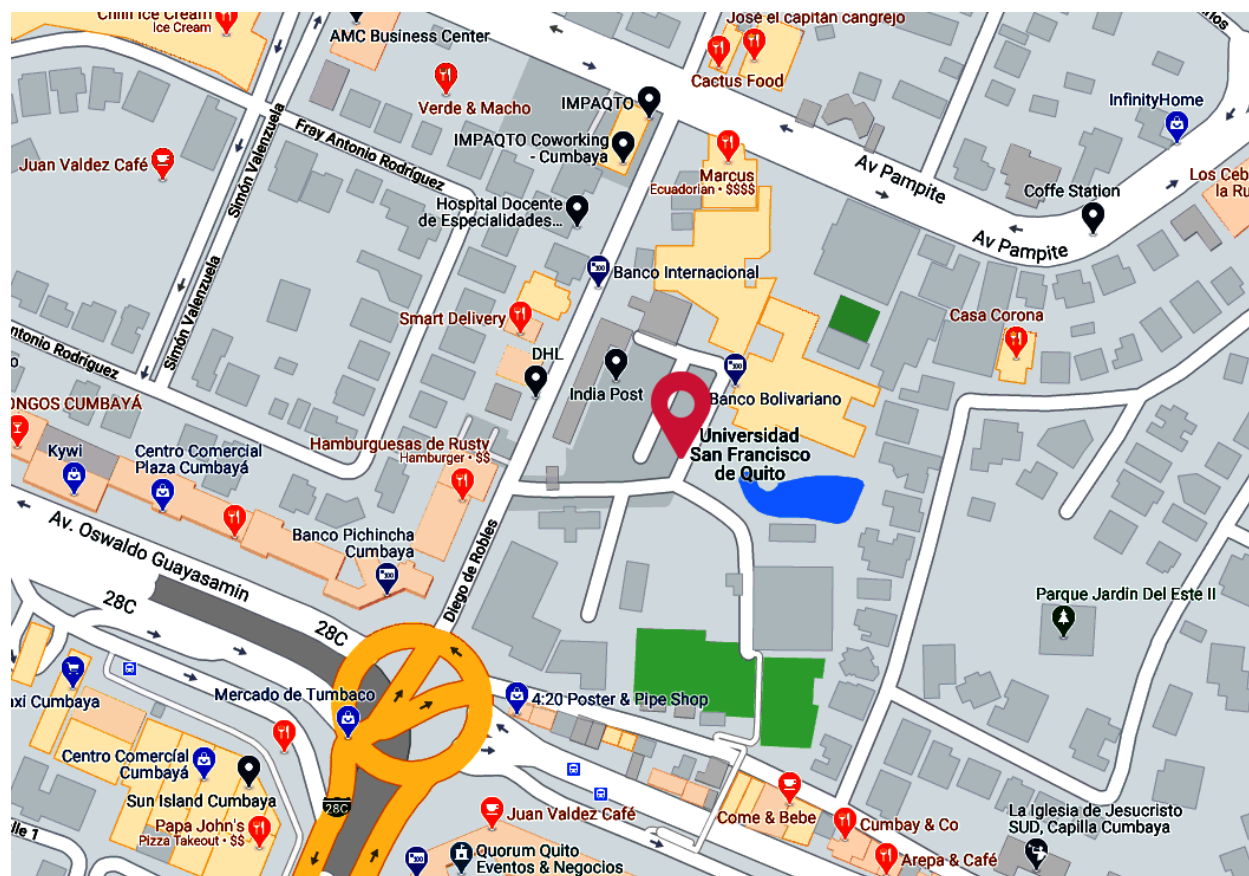 Chilli Ice Cream
Ice Cream
AMC Business Center
José el capitán cangrejo
Cactus Food
Verde & Macho
IMPAQTO
InfinityHome
Simón Valenzuela
Fray Antonio Rodríguez
IMPAQTO Coworking
- Cumbaya
Juan Valdez Café
Marcus
Ecuadorian • $$$$
Av Pampite
Los Ceb
la Ru
Coffe Station
Hospital Docente
de Especialidades...
Av Pampite
Simón Valenzuela
Banco Internacional
Smart Delivery
Casa Corona
Antonio Rodríguez
DHL
India Post
Banco Bolivariano
ONGOS CUMBAYÁ
Universidad
San Francisco
de Quito
Hamburguesas de Rusty
Hamburger • $$
Kywi
Centro Comercial
Plaza Cumbayá
Av. Oswaldo Guayasamin
Banco Pichincha
Cumbaya
Diego de Robles
28C
28C
Parque Jardín Del Este II
Mercado de Tumbaco
4:20 Poster & Pipe Shop
axi Cumbaya
Centro Comercíal
Cumbayá
Sun Island Cumbaya
28C
Papa John's
Pizza Takeout • $$
lle 1
Juan Valdez Café
Come & Bebe
Cumbay & Co
La Iglesia de Jesucristo
SUD, Capilla Cumbaya
Quorum Quito
Eventos & Negocios
Arepa & Café